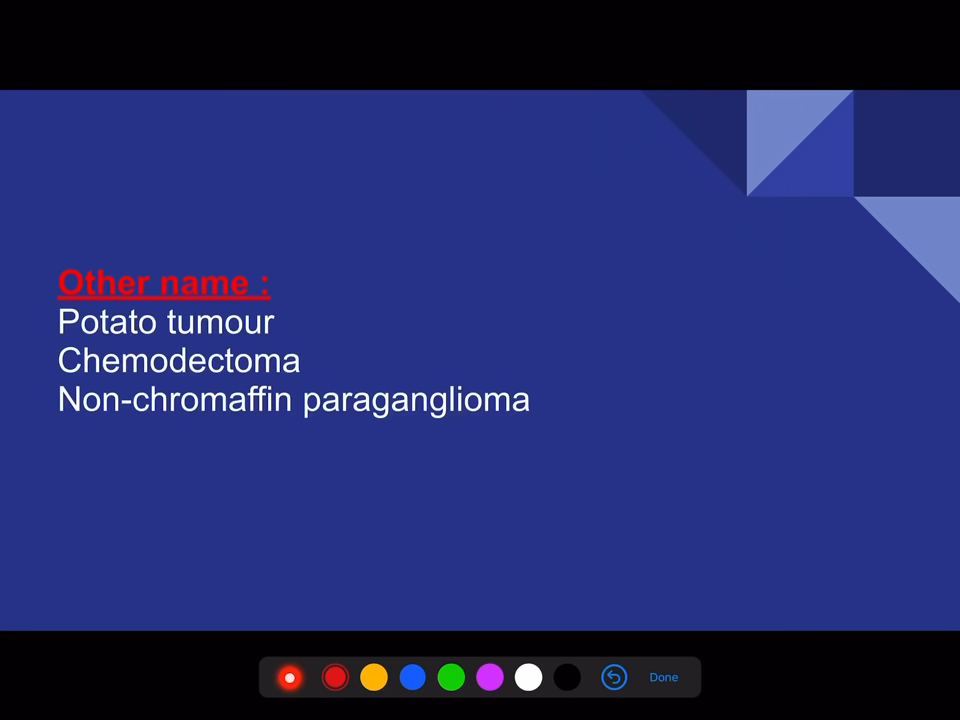 Other name :
Potato tumour
Chemodectoma
Non-chromaffin paraganglioma
Done